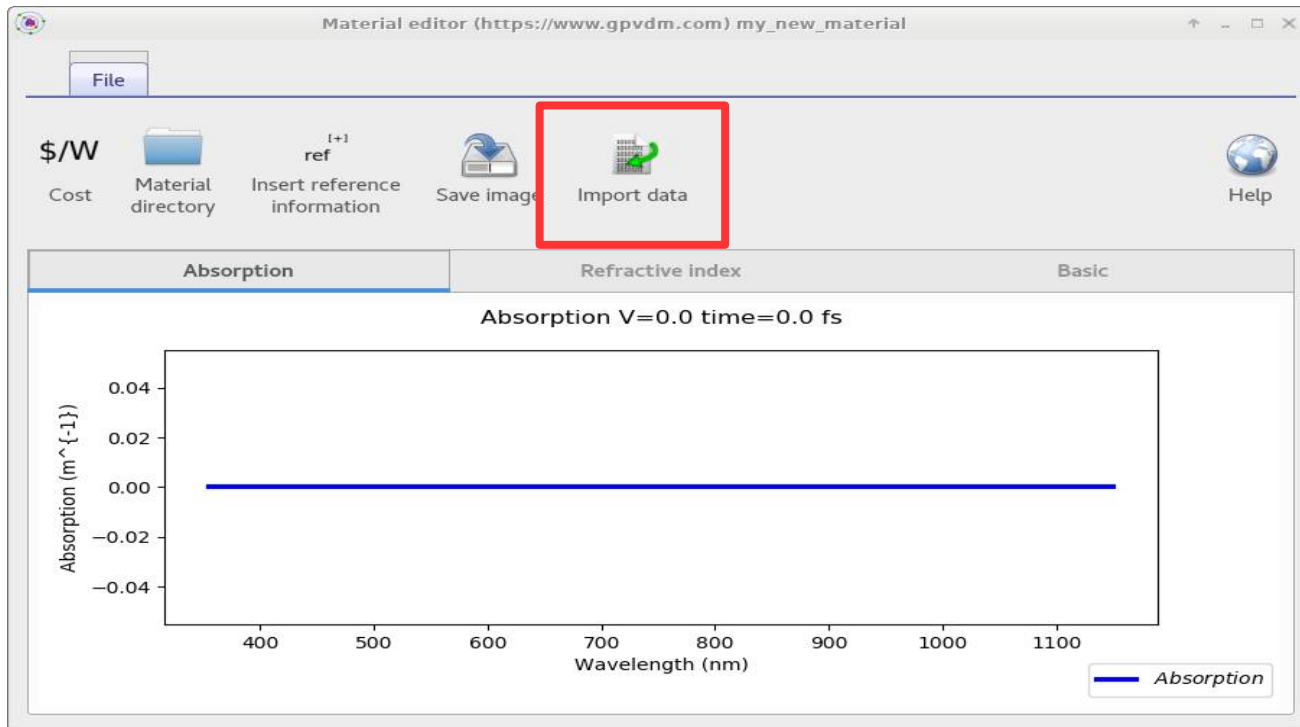 Material editor (https://www.gpvdm.com) my_new_material
File
$/W
Cost
Material
directory
[+]
ref
Insert reference
information
Save image
Import data
Help
Absorption
Refractive index
Basic
Absorption V=0.0 time=0.0 fs
Absorption (m^{-1})
0.04
0.02
0.00
−0.02
−0.04
400
500
600
700
800
900
1000
1100
Wavelength (nm)
Absorption